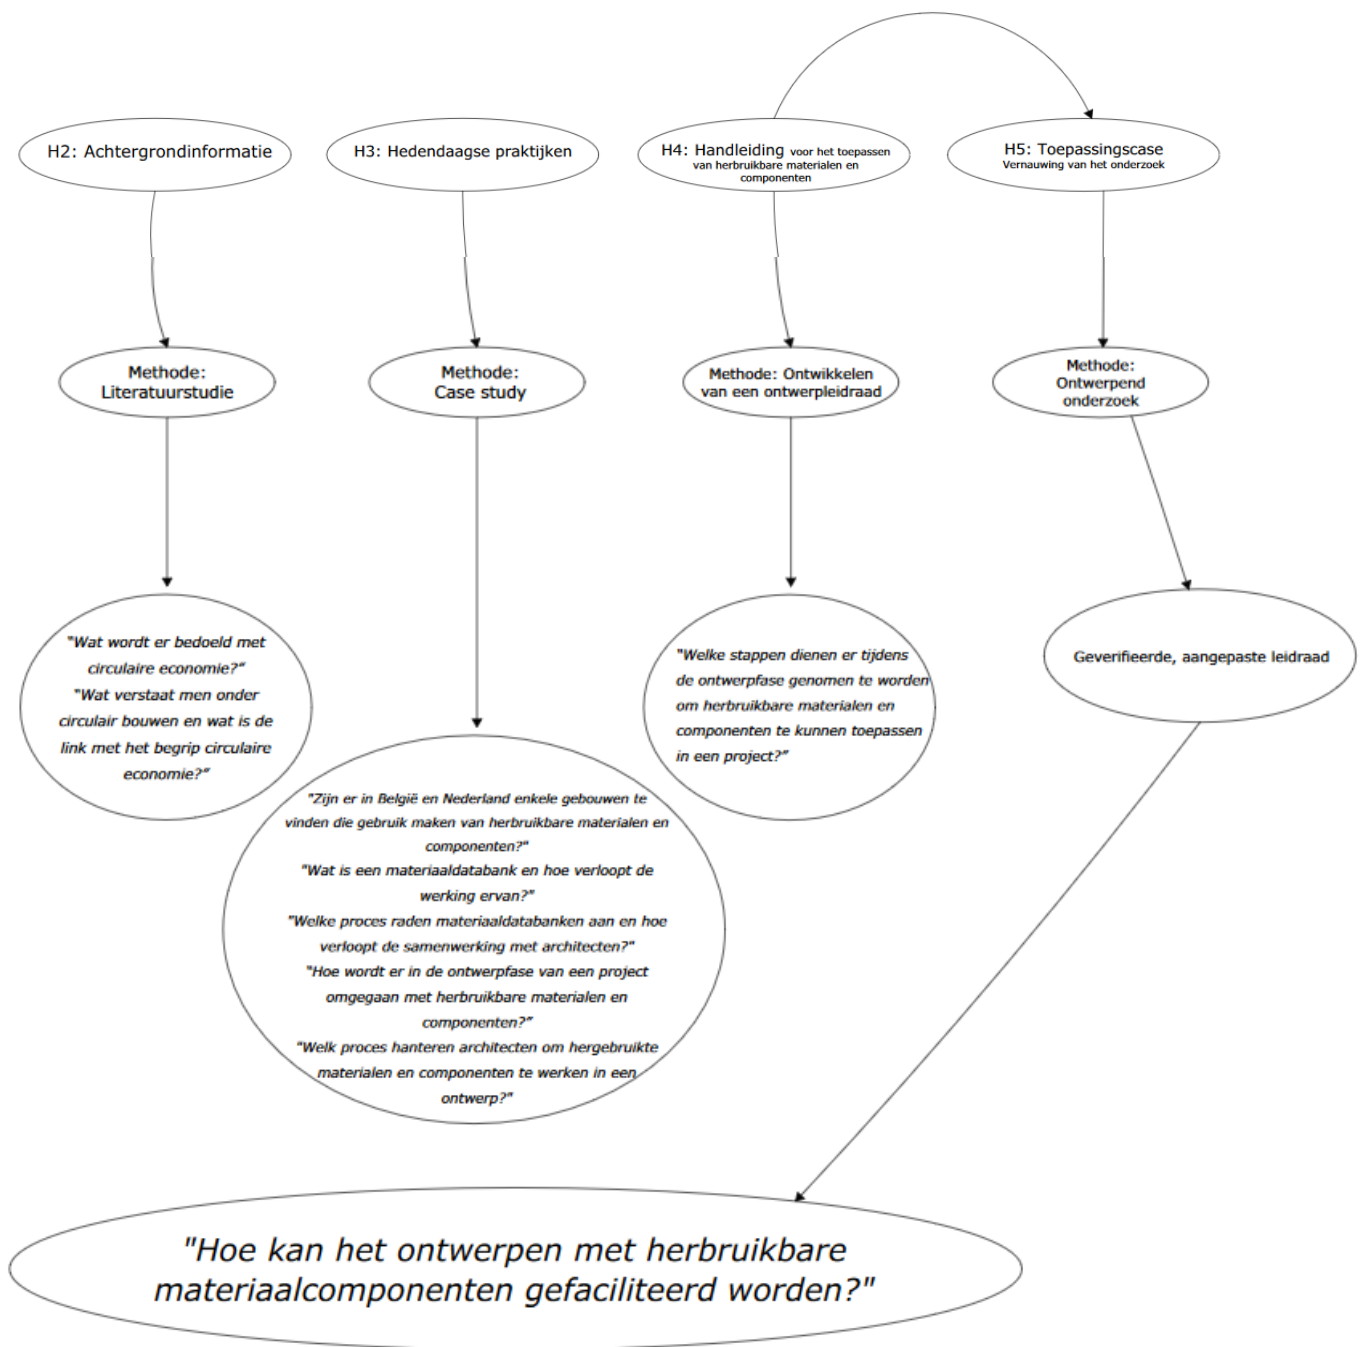 H2: Achtergrondinformatie
H3: Hedendaagse praktijken
H4: Handleiding voor het toepassen
van herbruikbare materialen en
componenten
H5: Toepassingscase
Vernauwing van het onderzoek
Methode:
Literatuurstudie
Methode:
Case study
Methode: Ontwikkelen
van een ontwerpleidraad
Methode:
Ontwerpend
onderzoek
"Wat wordt er bedoeld met
circulaire economie?"
"Wat verstaat men onder
circulair bouwen en wat is de
link met het begrip circulaire
economie?"
"Zijn er in België en Nederland enkele gebouwen te
vinden die gebruik maken van herbruikbare materialen en
componenten?"
"Wat is een materiaaldatabank en hoe verloopt de
werking ervan?"
"Welke proces raden materiaaldatabanken aan en hoe
verloopt de samenwerking met architecten?"
"Hoe wordt er in de ontwerpfase van een project
omgegaan met herbruikbare materialen en
componenten?"
"Welk proces hanteren architecten om hergebruikte
materialen en componenten te werken in een
ontwerp?"
"Welke stappen dienen er tijdens
de ontwerpfase genomen te worden
om herbruikbare materialen en
componenten te kunnen toepassen
in een project?"
Geverifieerde, aangepaste leidraad
"Hoe kan het ontwerpen met herbruikbare
materiaalcomponenten gefaciliteerd worden?"